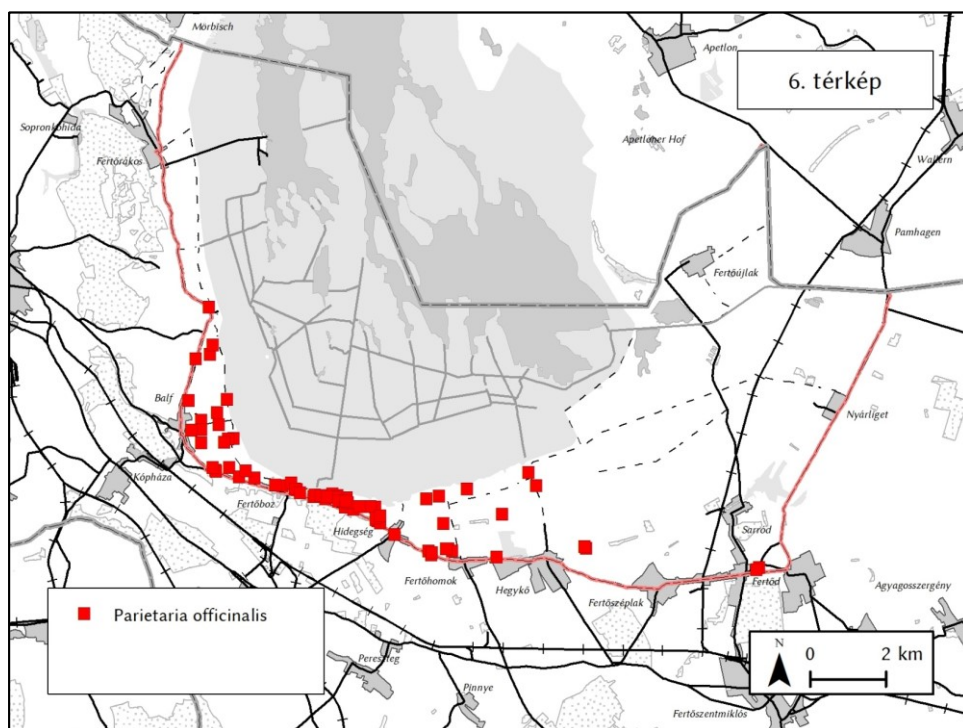 Mörbisch
Apetlon
6. térkép
Sopronkőhida
Fertőrákos
Apetloner Hof
Wallern
Pamhagen
Fertőújlak
Balf
Nyárliget
Kópháza
Fertőboz
Hidegség
Sarród
Fertőhomok
Hegykő
Fertőszéplak
Fertőd
Agyagosszergény
Parietaria officinalis
Pereszteg
Pinnye
Fertőszentmiklós
N
0 2 km